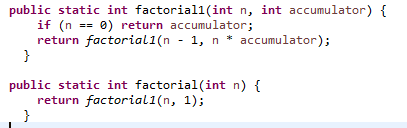 public static int factorial1(int n, int accumulator) {
    if (n == 0) return accumulator;
    return factorial1(n - 1, n * accumulator);
  }

public static int factorial(int n) {
    return factorial1(n, 1);
  }